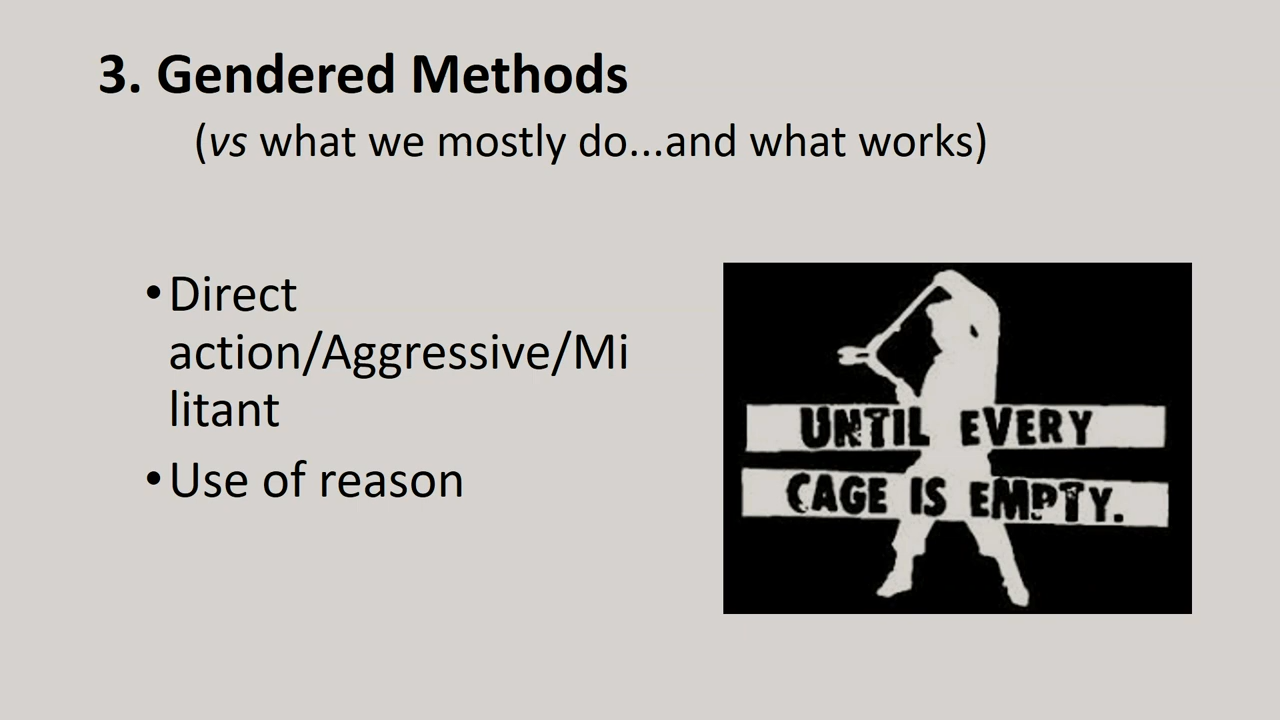 3. Gendered Methods
(vs what we mostly do...and what works)
•Direct
action/Aggressive/Mi
litant
•Use of reason
UNTIL EVERY
CAGE IS EMPTY.